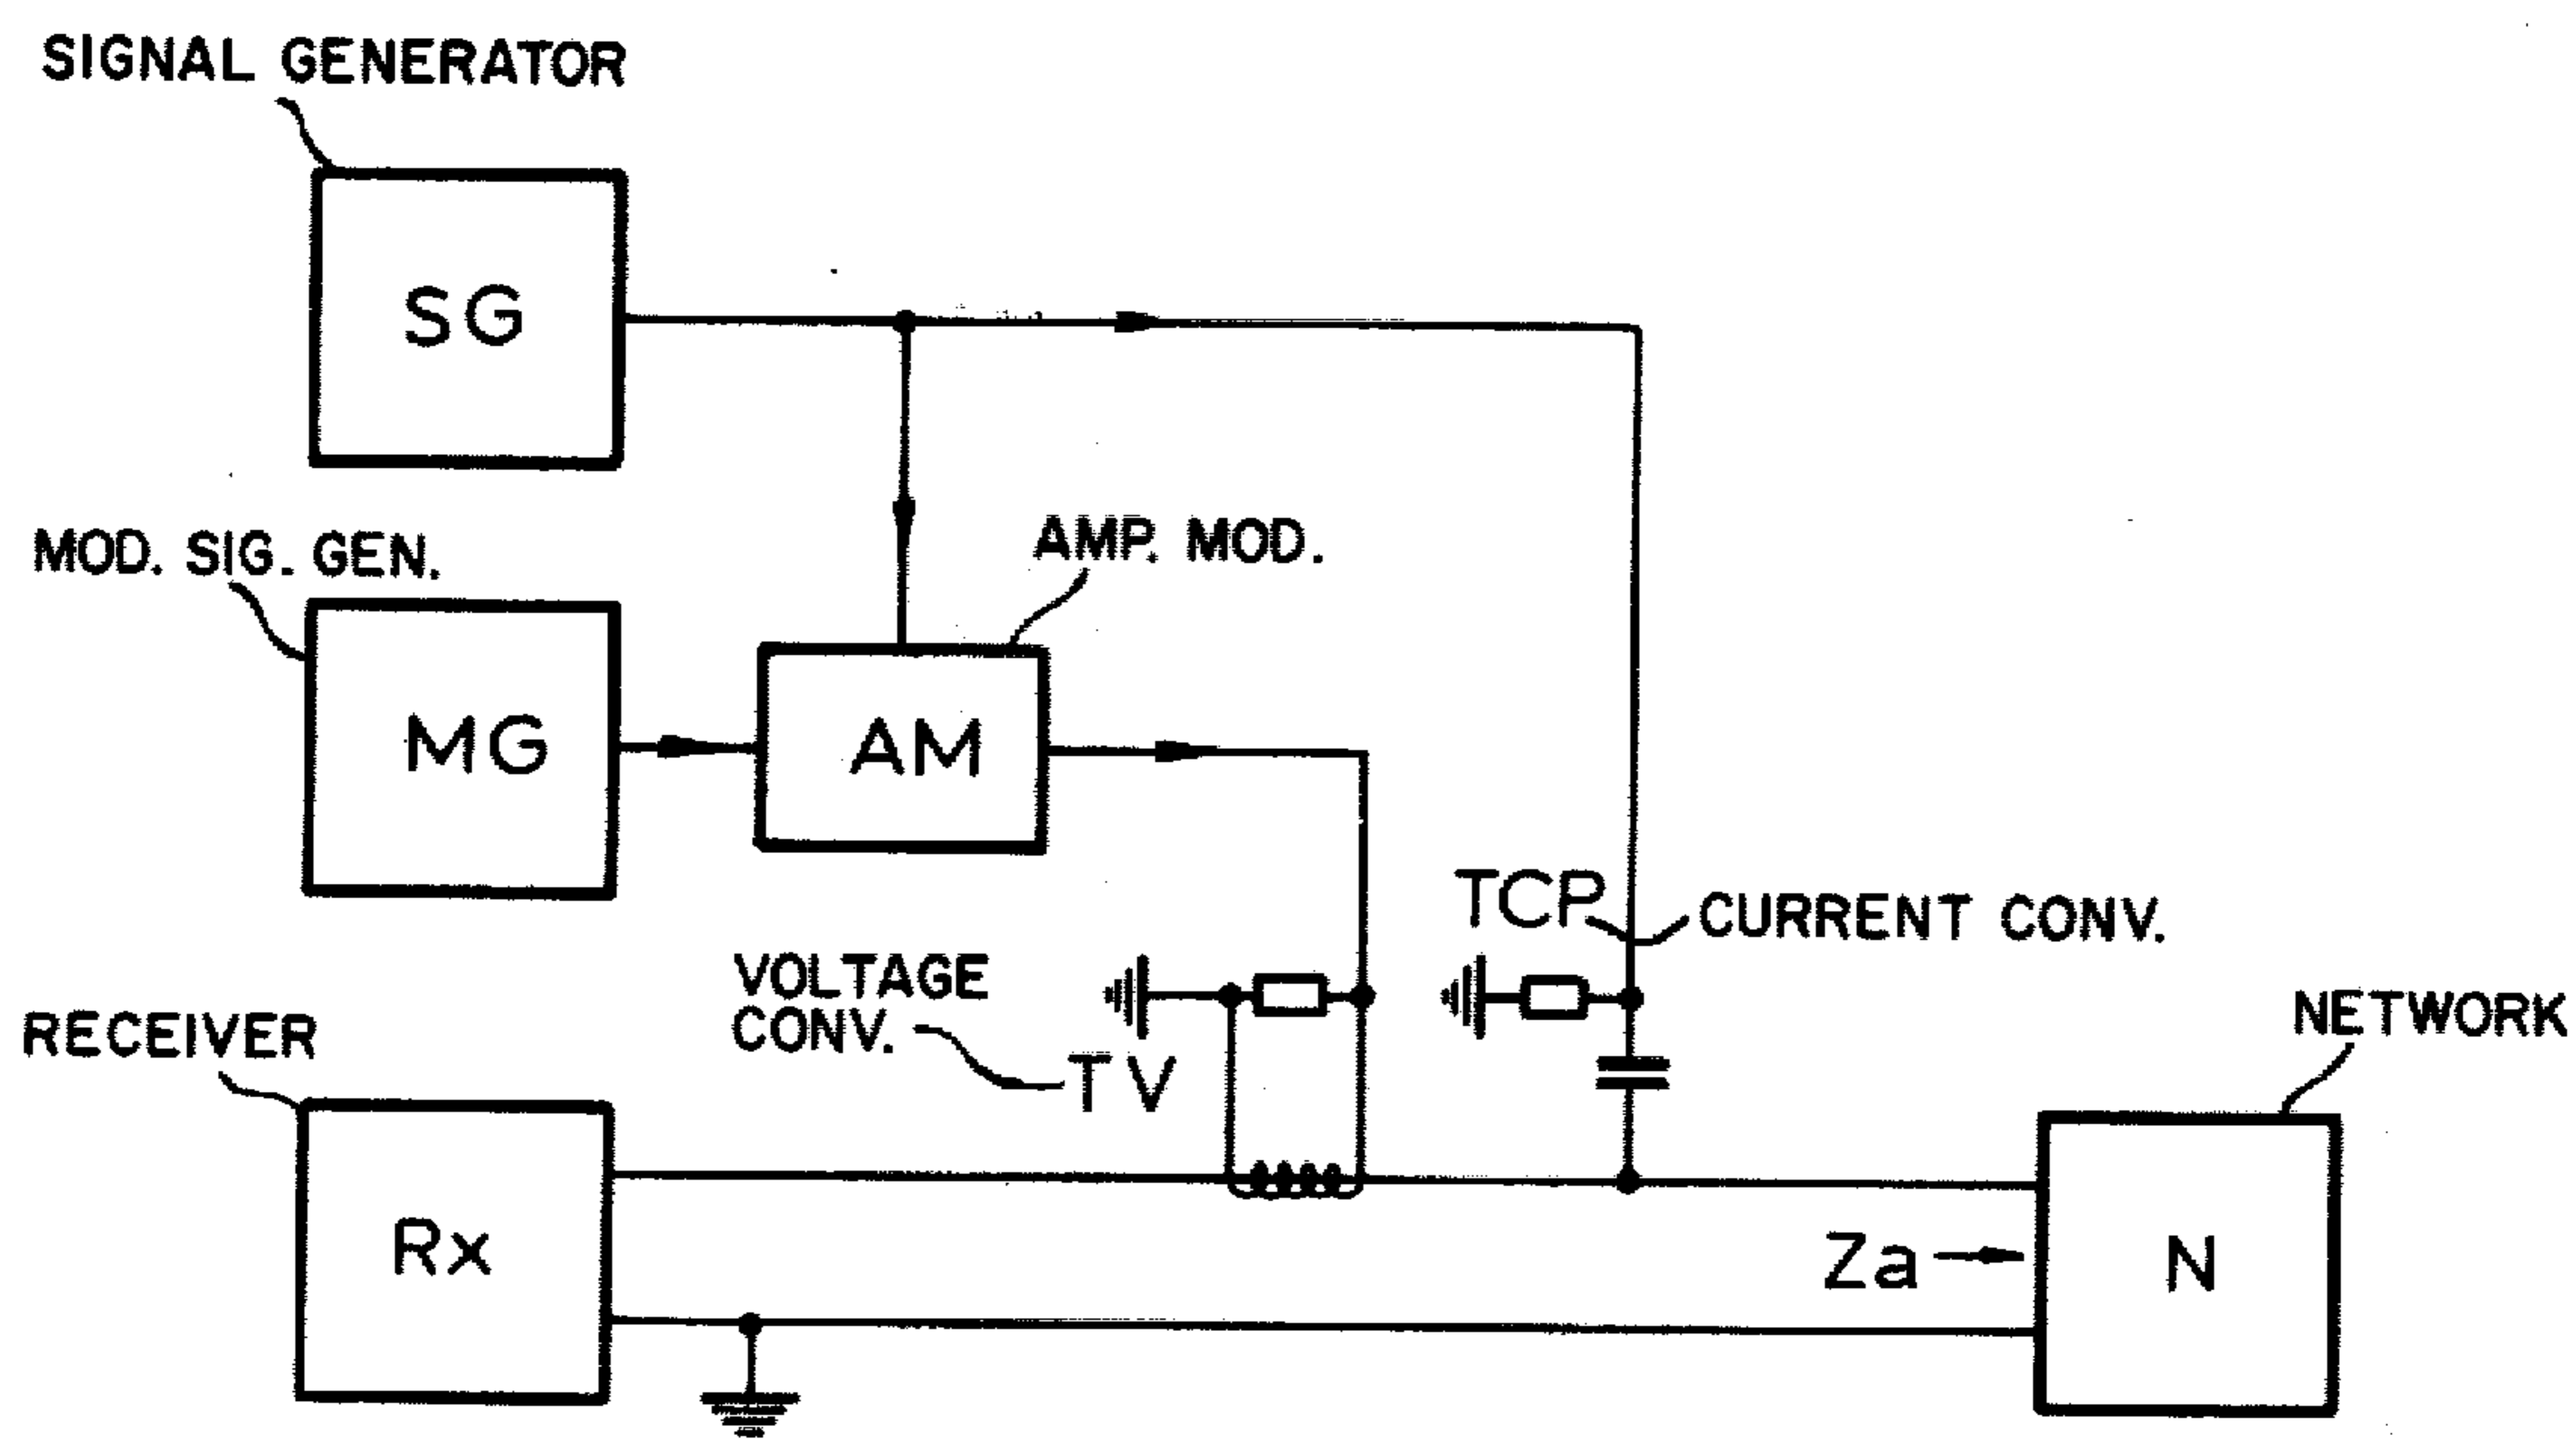 SIGNAL GENERATOR
SG
MOD. SIG. GEN.
AMP. MOD.
MG
AM
TCP
CURRENT CONV.
VOLTAGE
CONV.
TV
RECEIVER
NETWORK
Rx
Za
N